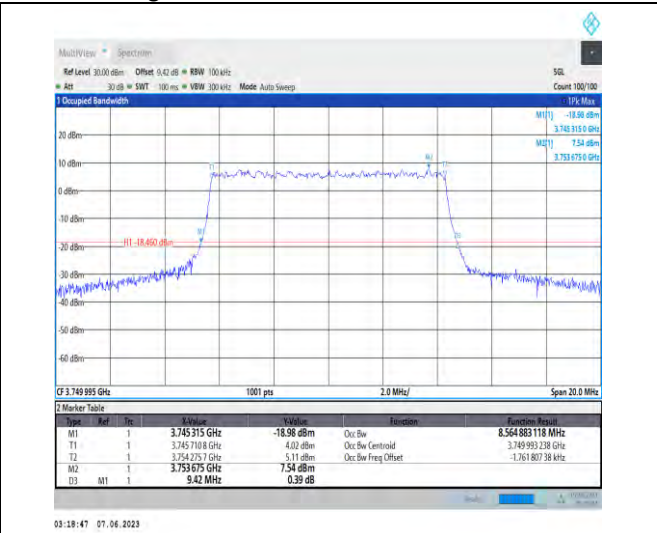 MultiView Spectrum
Ref Level 30.00 dBm Offset 9.42 dB RBW 100 kHz SGL
Att 30 dB SWT 100 ms VBW 300 kHz Mode Auto Sweep Count 100/100
1 Occupied Bandwidth 1Pk Max
M1[1] -18.98 dBm
3.745 315 0 GHz
M2[1] 7.54 dBm
3.753 675 0 GHz
20 dBm
10 dBm
0 dBm
-10 dBm
-20 dBm
-30 dBm
-40 dBm
-50 dBm
-60 dBm
T1
M2
T2
M1
D3
H1 -18.460 dBm
CF 3.749 995 GHz 1001 pts 2.0 MHz/ Span 20.0 MHz
2 Marker Table
Type Ref Trc X-Value Y-Value Function Function Result
M1 1 3.745 315 GHz -18.98 dBm Occ Bw 8.564 883 118 MHz
T1 1 3.745 710 8 GHz 4.02 dBm Occ Bw Centroid 3.749 993 238 GHz
T2 1 3.754 275 7 GHz 5.11 dBm Occ Bw Freq Offset -1.761 807 38 kHz
M2 1 3.753 675 GHz 7.54 dBm
D3 M1 1 9.42 MHz 0.39 dB
03:18:47 07.06.2023